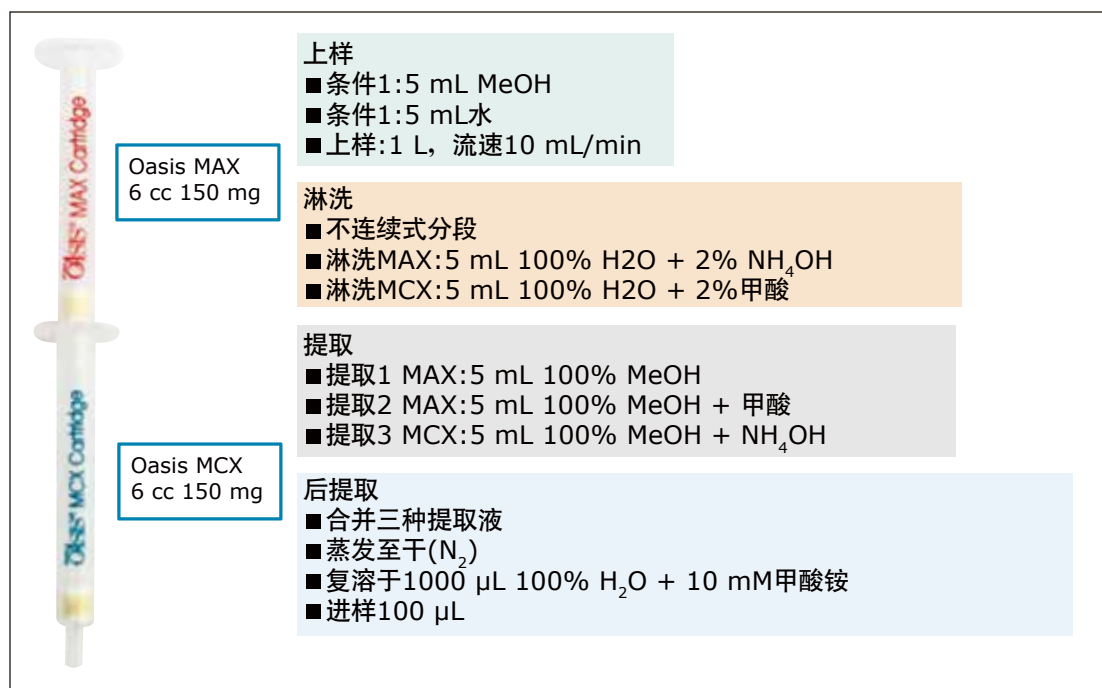 Oasis® MAX Cartridge
Oasis MAX
6 cc 150 mg
Oasis® MCX Cartridge
Oasis MCX
6 cc 150 mg
上样
■条件1:5 mL MeOH
■条件1:5 mL水
■上样:1 L，流速10 mL/min
淋洗
■不连续式分段
■淋洗MAX:5 mL 100% H2O + 2% NH₄OH
■淋洗MCX:5 mL 100% H2O + 2%甲酸
提取
■提取1 MAX:5 mL 100% MeOH
■提取2 MAX:5 mL 100% MeOH + 甲酸
■提取3 MCX:5 mL 100% MeOH + NH₄OH
后提取
■合并三种提取液
■蒸发至干(N₂)
■复溶于1000 µL 100% H₂O + 10 mM甲酸铵
■进样100 µL